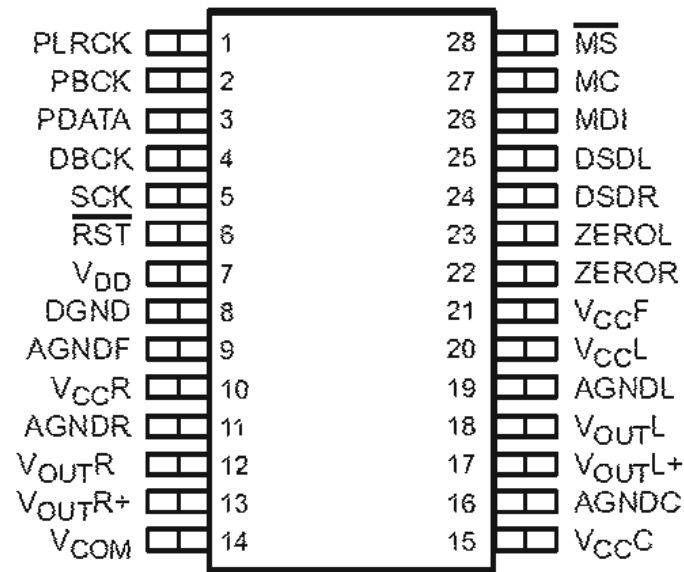 PLRCK 1 28 M̅S̅
PBCK 2 27 MC
PDATA 3 26 MDI
DBCK 4 25 DSDL
SCK 5 24 DSDR
R̅S̅T̅ 6 23 ZEROL
VDD 7 22 ZEROR
DGND 8 21 VCCF
AGNDF 9 20 VCCL
VCCR 10 19 AGNDL
AGNDR 11 18 VOUTL
VOUTR 12 17 VOUTL+
VOUTR+ 13 16 AGNDC
VCOM 14 15 VCCC